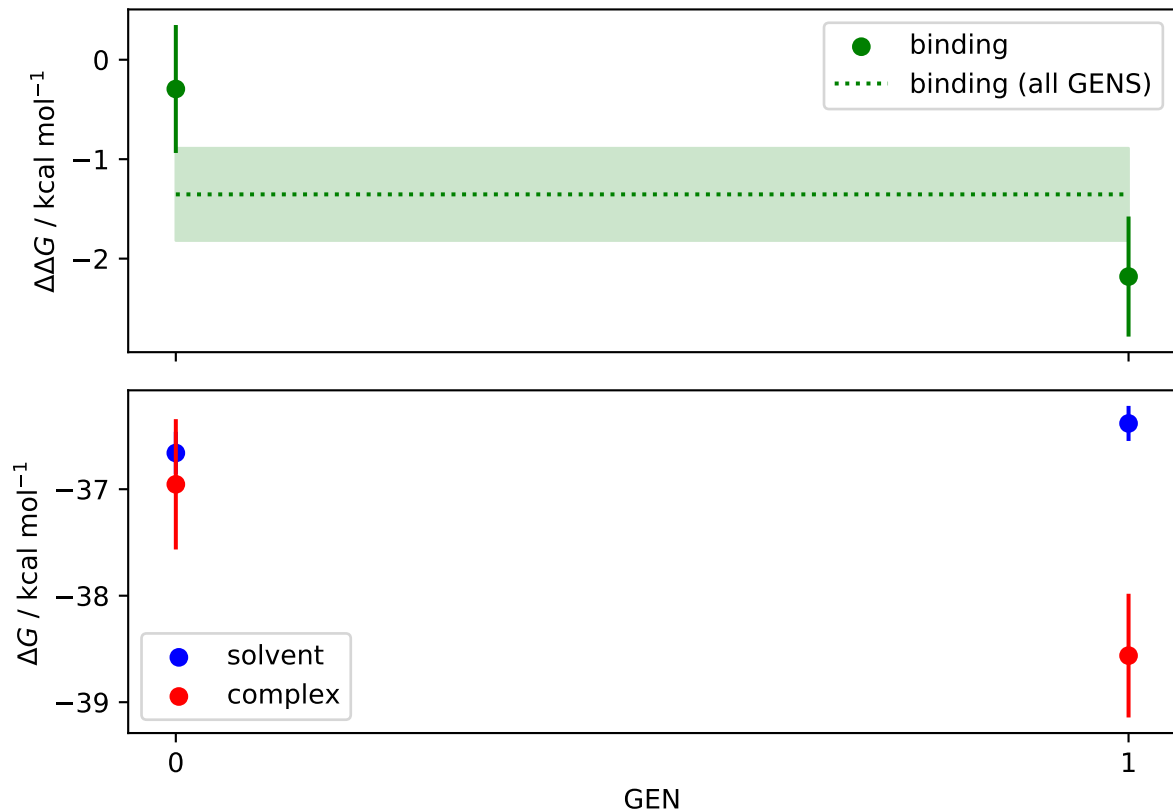 0
−1
−2
ΔΔG / kcal mol⁻¹
binding
binding (all GENS)
−37
−38
−39
ΔG / kcal mol⁻¹
solvent
complex
0
1
GEN